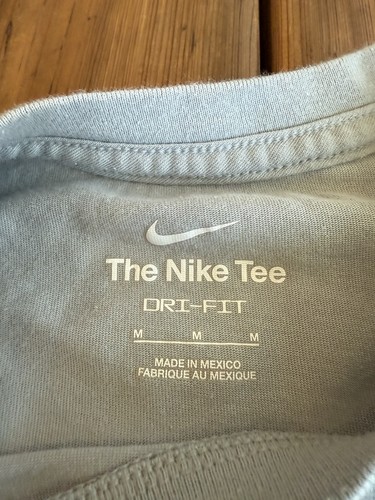 The Nike Tee
DRI-FIT
M M M
MADE IN MEXICO
FABRIQUE AU MEXIQUE